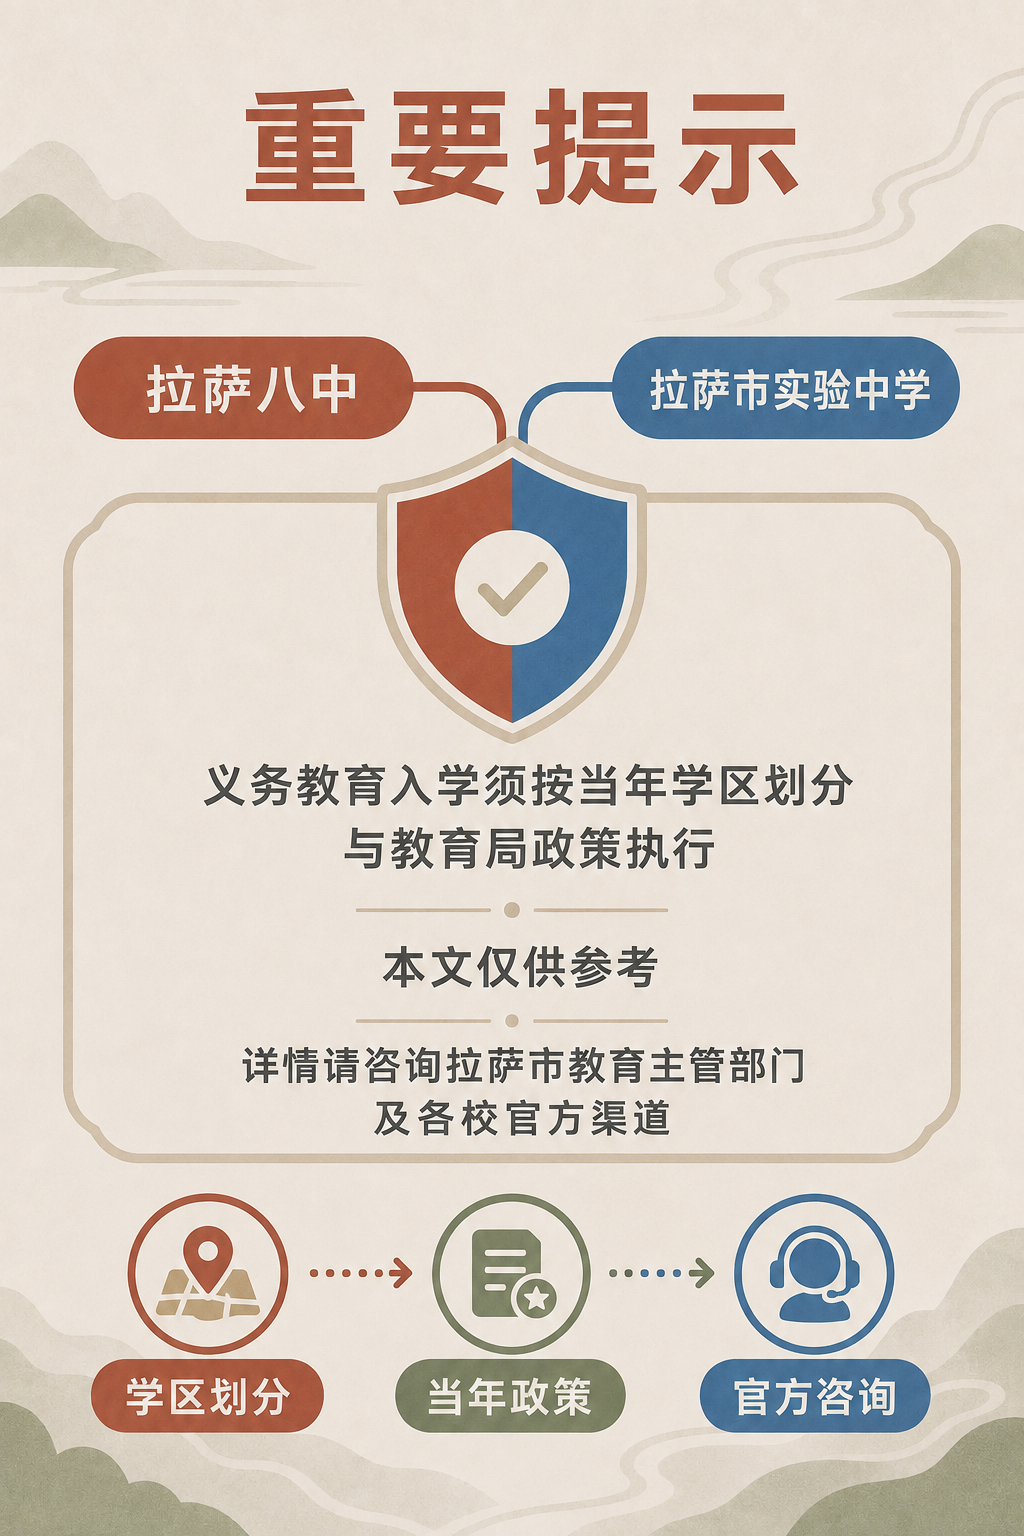 重要提示
拉萨八中
拉萨市实验中学
义务教育入学须按当年学区划分
与教育局政策执行
本文仅供参考
详情请咨询拉萨市教育主管部门
及各校官方渠道
学区划分
当年政策
官方咨询